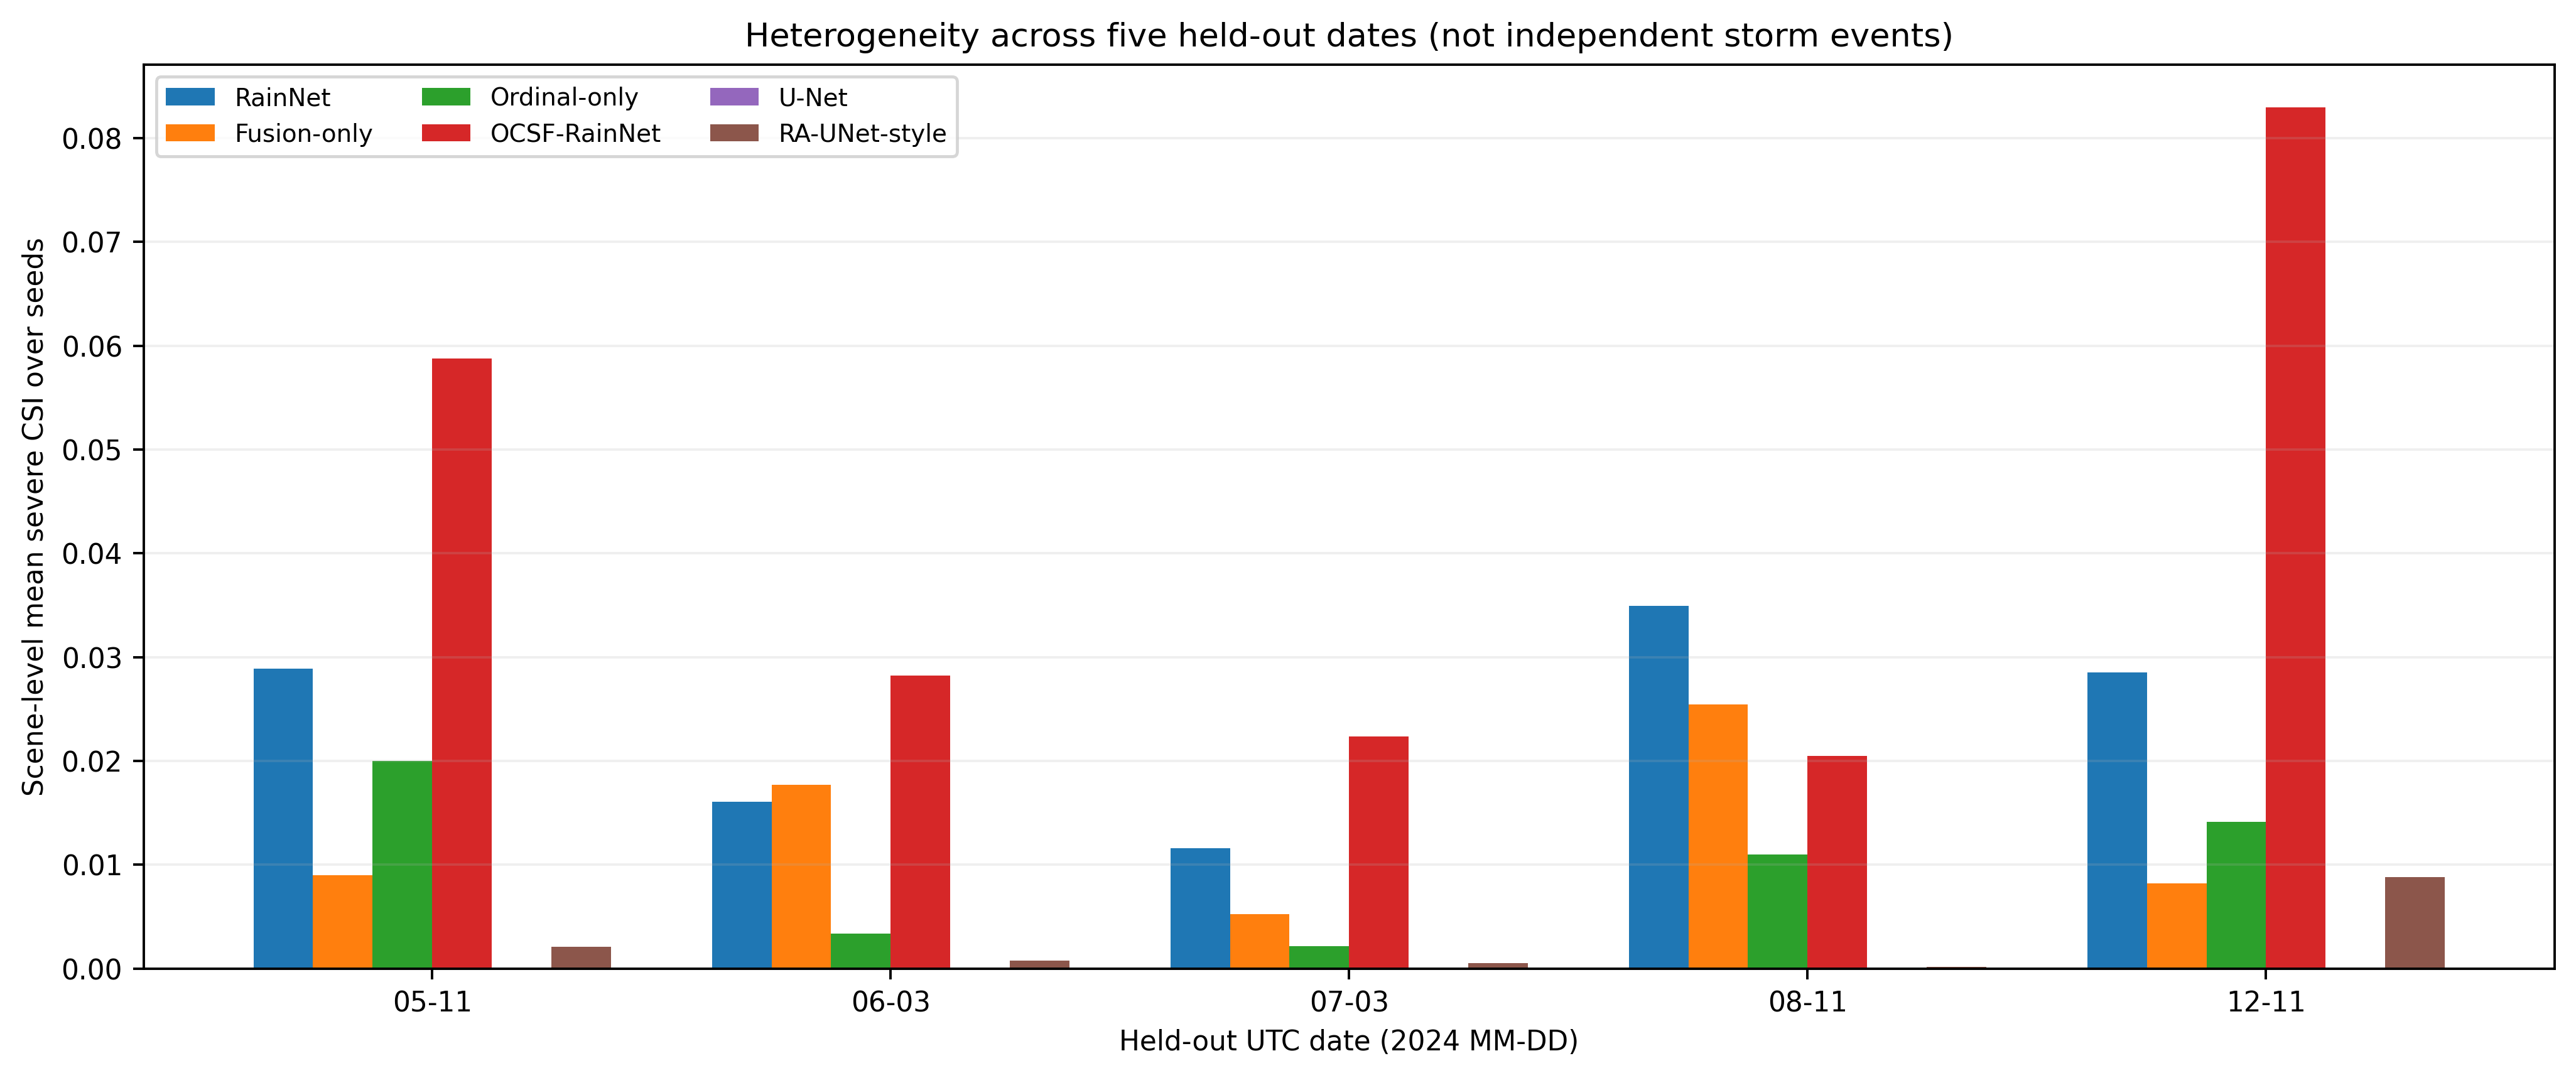 Heterogeneity across five held-out dates (not independent storm events)
RainNet
Fusion-only
Ordinal-only
OCSF-RainNet
U-Net
RA-UNet-style
Scene-level mean severe CSI over seeds
0.08
0.07
0.06
0.05
0.04
0.03
0.02
0.01
0.00
05-11
06-03
07-03
08-11
12-11
Held-out UTC date (2024 MM-DD)